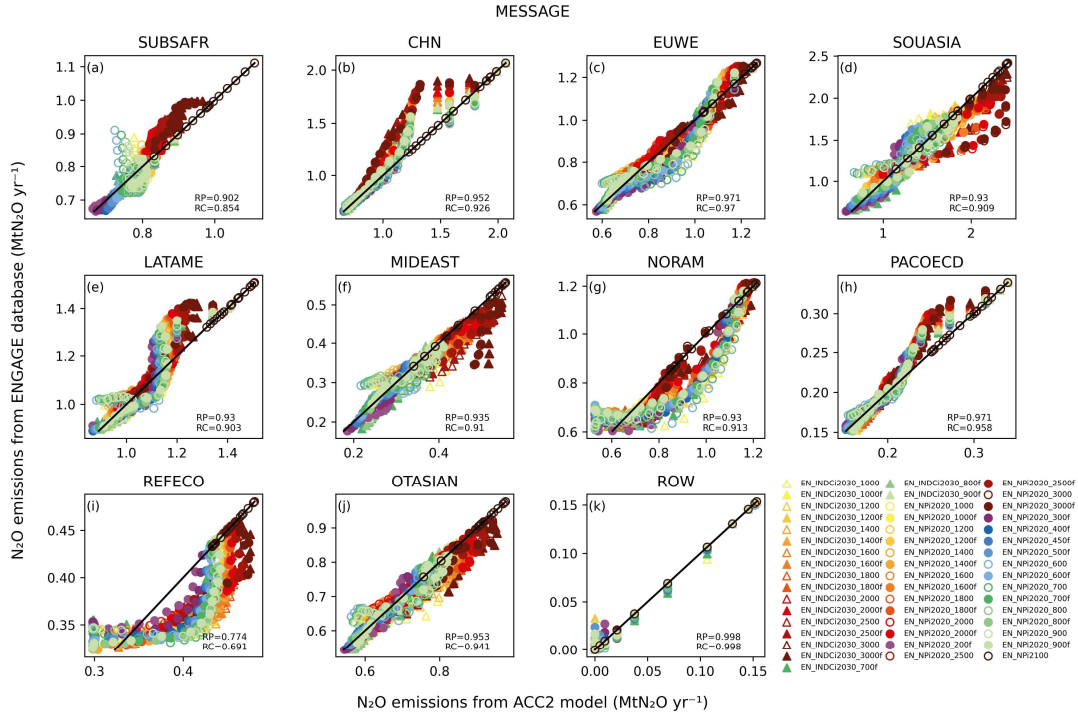 MESSAGE
SUBSAFR
CHN
EUWE
SOUASIA
(a)
1.1
1.0
0.9
0.8
0.7
0.8
1.0
RP=0.902
RC=0.854
(b)
2.0
1.5
1.0
1.0
1.5
2.0
RP=0.952
RC=0.926
(c)
1.2
1.0
0.8
0.6
0.6
0.8
1.0
1.2
RP=0.971
RC=0.97
(d)
2.5
2.0
1.5
1.0
1
2
RP=0.93
RC=0.909
LATAME
MIDEAST
NORAM
PACOECD
(e)
1.4
1.2
1.0
1.0
1.2
1.4
RP=0.93
RC=0.903
(f)
0.5
0.4
0.3
0.2
0.2
0.4
RP=0.935
RC=0.91
(g)
1.2
1.0
0.8
0.6
0.6
0.8
1.0
1.2
RP=0.93
RC=0.913
(h)
0.30
0.25
0.20
0.15
0.2
0.3
RP=0.971
RC=0.958
REFECO
OTASIAN
ROW
(i)
0.45
0.40
0.35
0.3
0.4
RP=0.774
RC=0.691
(j)
0.9
0.8
0.7
0.6
0.6
0.8
RP=0.953
RC=0.941
(k)
0.15
0.10
0.05
0.00
0.00
0.05
0.10
0.15
RP=0.998
RC=0.998
EN_INDCi2030_1000
EN_INDCi2030_1000f
EN_INDCi2030_1200
EN_INDCi2030_1200f
EN_INDCi2030_1400
EN_INDCi2030_1400f
EN_INDCi2030_1600
EN_INDCi2030_1600f
EN_INDCi2030_1800
EN_INDCi2030_1800f
EN_INDCi2030_2000
EN_INDCi2030_2000f
EN_INDCi2030_2500
EN_INDCi2030_2500f
EN_INDCi2030_3000
EN_INDCi2030_3000f
EN_INDCi2030_700f
EN_INDCi2030_800f
EN_INDCi2030_900f
EN_NPi2020_1000
EN_NPi2020_1000f
EN_NPi2020_1200
EN_NPi2020_1200f
EN_NPi2020_1400
EN_NPi2020_1400f
EN_NPi2020_1600
EN_NPi2020_1600f
EN_NPi2020_1800
EN_NPi2020_1800f
EN_NPi2020_2000
EN_NPi2020_2000f
EN_NPi2020_200f
EN_NPi2020_2500
EN_NPi2020_2500f
EN_NPi2020_3000
EN_NPi2020_3000f
EN_NPi2020_300f
EN_NPi2020_400f
EN_NPi2020_450f
EN_NPi2020_500f
EN_NPi2020_600
EN_NPi2020_600f
EN_NPi2020_700
EN_NPi2020_700f
EN_NPi2020_800
EN_NPi2020_800f
EN_NPi2020_900
EN_NPi2020_900f
EN_NPi2100
N₂O emissions from ENGAGE database (MtN₂O yr⁻¹)
N₂O emissions from ACC2 model (MtN₂O yr⁻¹)